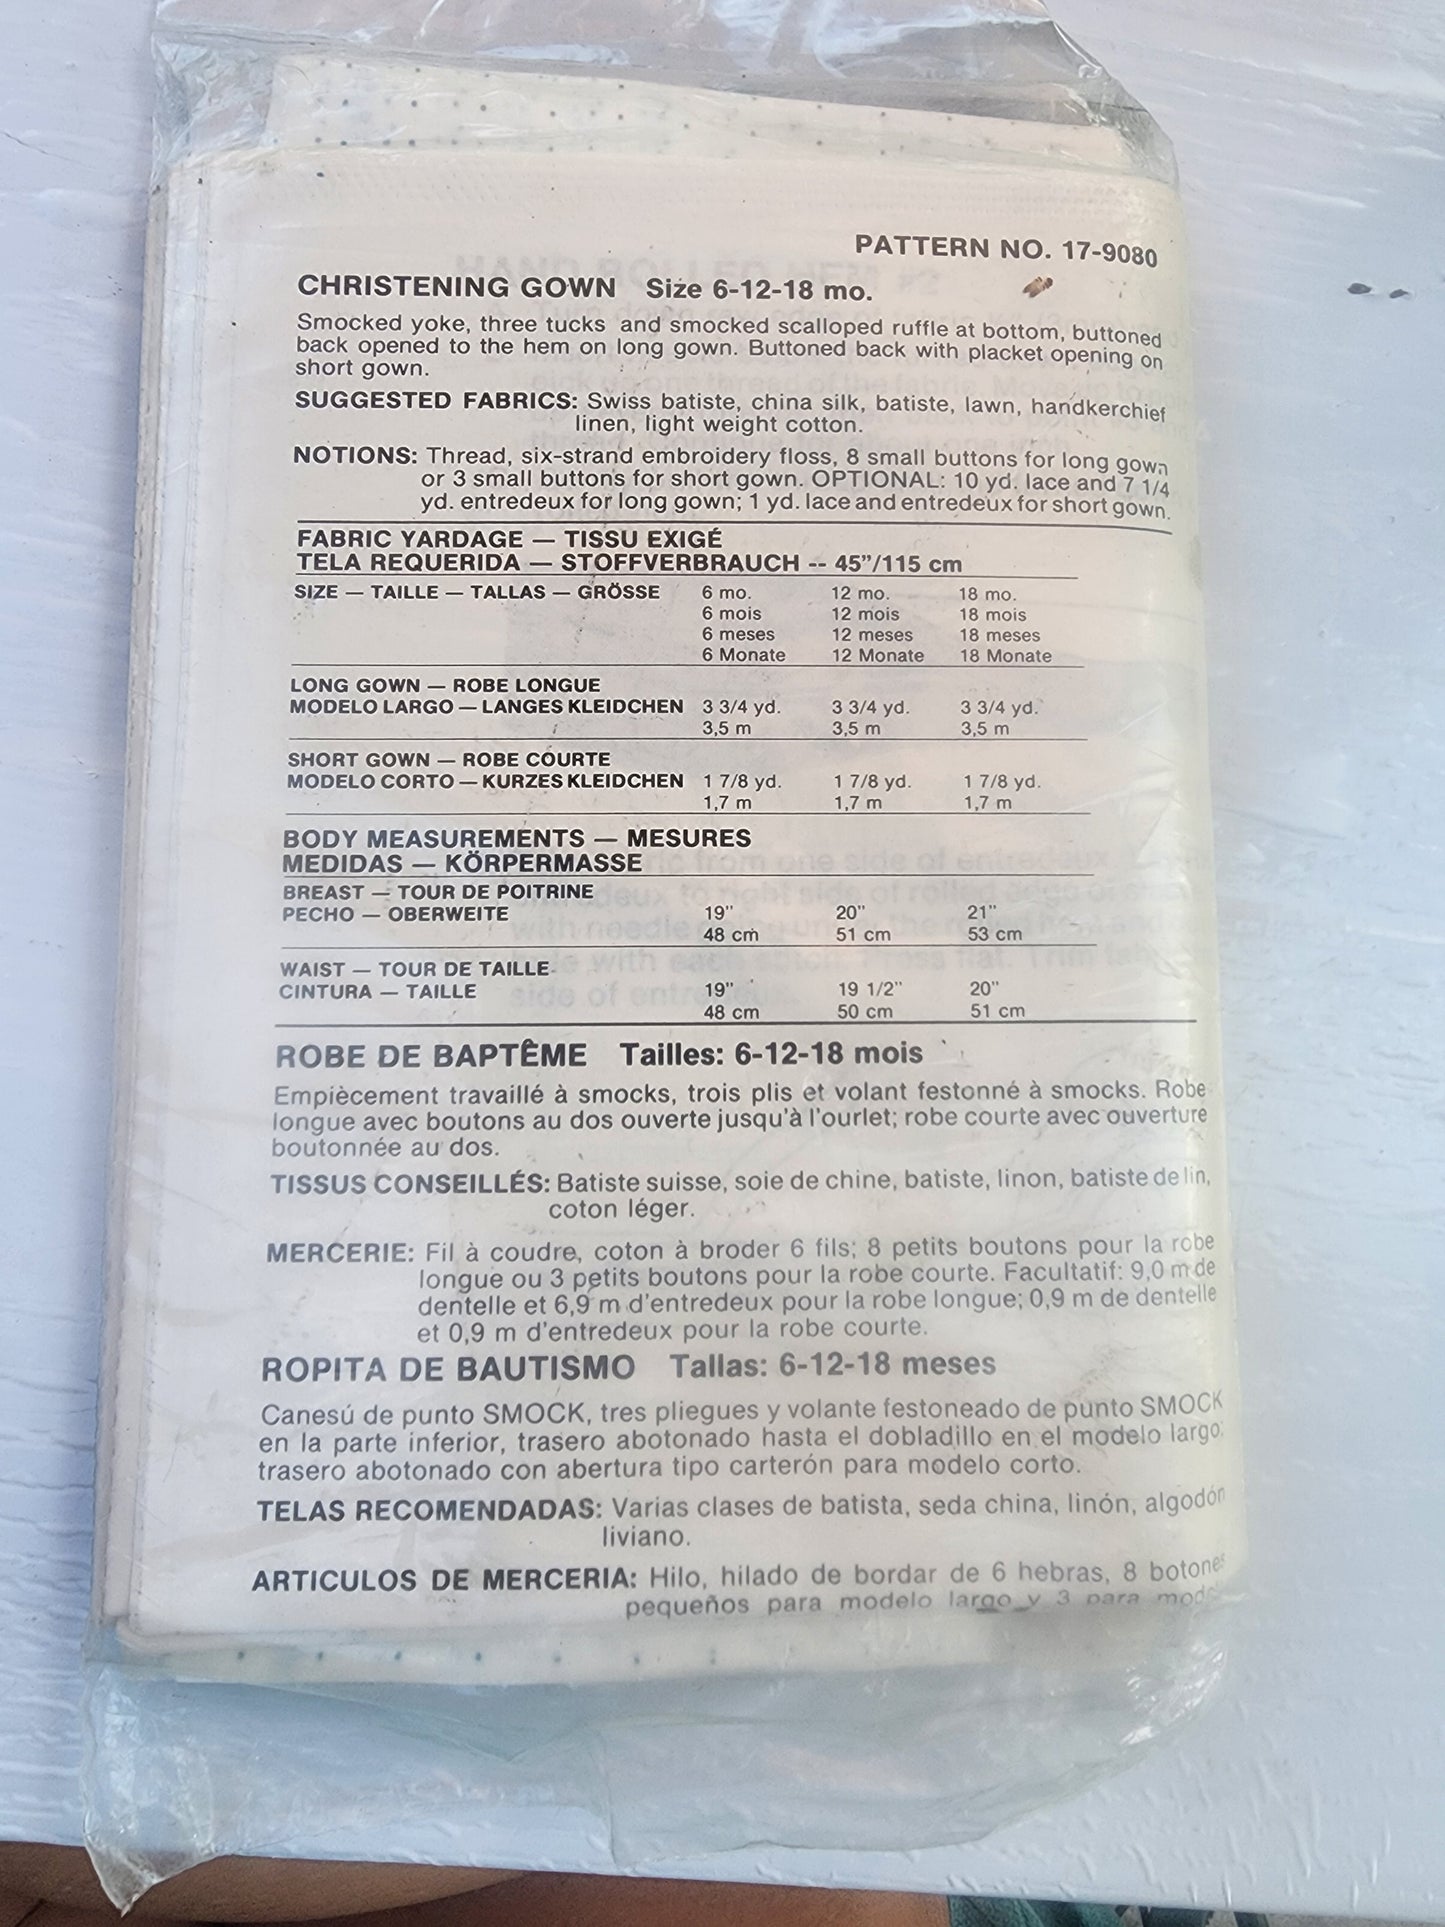 PATTERN NO. 17-9080
CHRISTENING GOWN Size 6-12-18 mo.
Smocked yoke, three tucks and smocked scalloped ruffle at bottom, buttoned
back opened to the hem on long gown. Buttoned back with placket opening on
short gown.
SUGGESTED FABRICS: Swiss batiste, china silk, batiste, lawn, handkerchief
linen, light weight cotton.
NOTIONS: Thread, six-strand embroidery floss, 8 small buttons for long gown
or 3 small buttons for short gown. OPTIONAL: 10 yd. lace and 7 1/4
yd. entredeux for long gown; 1 yd. lace and entredeux for short gown.
FABRIC YARDAGE — TISSU EXIGÉ
TELA REQUERIDA — STOFFVERBRAUCH -- 45”/115 cm
SIZE — TAILLE — TALLAS — GRÖSSE 6 mo. 12 mo. 18 mo.
6 mois 12 mois 18 mois
6 meses 12 meses 18 meses
6 Monate 12 Monate 18 Monate
LONG GOWN — ROBE LONGUE
MODELO LARGO — LANGES KLEIDCHEN 3 3/4 yd. 3 3/4 yd. 3 3/4 yd.
3,5 m 3,5 m 3,5 m
SHORT GOWN — ROBE COURTE
MODELO CORTO — KURZES KLEIDCHEN 1 7/8 yd. 1 7/8 yd. 1 7/8 yd.
1,7 m 1,7 m 1,7 m
BODY MEASUREMENTS — MESURES
MEDIDAS — KÖRPERMASSE
BREAST — TOUR DE POITRINE
PECHO — OBERWEITE 19” 20” 21”
48 cm 51 cm 53 cm
WAIST — TOUR DE TAILLE
CINTURA — TAILLE 19” 19 1/2” 20”
48 cm 50 cm 51 cm
ROBE DE BAPTÊME Tailles: 6-12-18 mois
Empiècement travaillé à smocks, trois plis et volant festonné à smocks. Robe
longue avec boutons au dos ouverte jusqu'à l'ourlet; robe courte avec ouverture
boutonnée au dos.
TISSUS CONSEILLÉS: Batiste suisse, soie de chine, batiste, linon, batiste de lin,
coton léger.
MERCERIE: Fil à coudre, coton à broder 6 fils; 8 petits boutons pour la robe
longue ou 3 petits boutons pour la robe courte. Facultatif: 9,0 m de
dentelle et 6,9 m d'entredeux pour la robe longue; 0,9 m de dentelle
et 0,9 m d'entredeux pour la robe courte.
ROPITA DE BAUTISMO Tallas: 6-12-18 meses
Canesú de punto SMOCK, tres pliegues y volante festoneado de punto SMOCK
en la parte inferior, trasero abotonado hasta el dobladillo en el modelo largo;
trasero abotonado con abertura tipo carterón para modelo corto.
TELAS RECOMENDADAS: Varias clases de batista, seda china, linón, algodón
liviano.
ARTICULOS DE MERCERIA: Hilo, hilado de bordar de 6 hebras, 8 botones
pequeños para modelo largo y 3 para